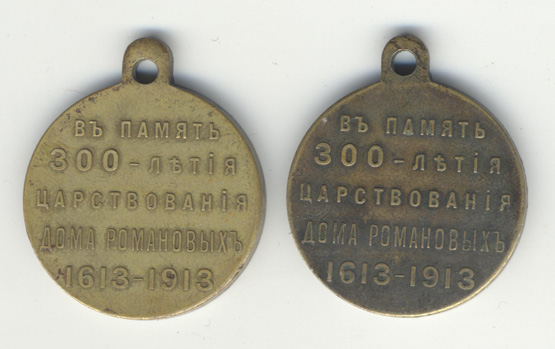 ВЪ ПАМЯТЬ
300-ЛѢТІЯ
ЦАРСТВОВАНІЯ
ДОМА РОМАНОВЫХЪ
1613-1913
ВЪ ПАМЯТЬ
300-ЛѢТІЯ
ЦАРСТВОВАНІЯ
ДОМА РОМАНОВЫХЪ
1613-1913